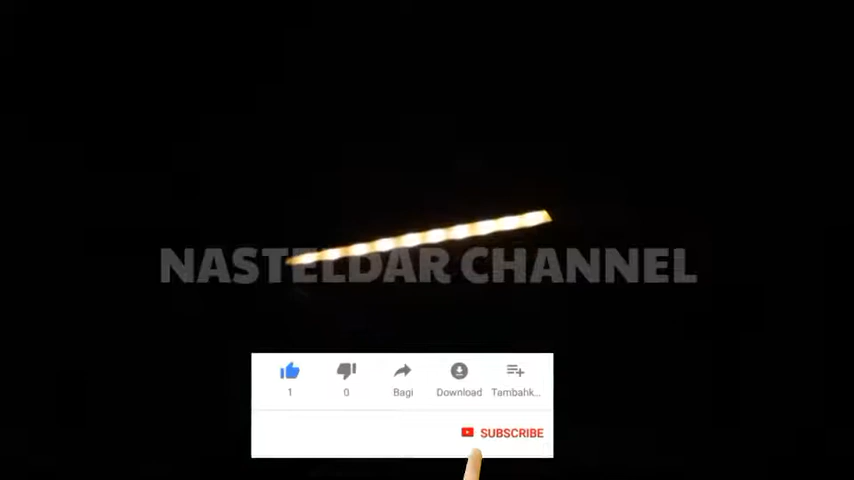 NASTELDAR CHANNEL
1
0
Bagi
Download
Tambahk...
SUBSCRIBE